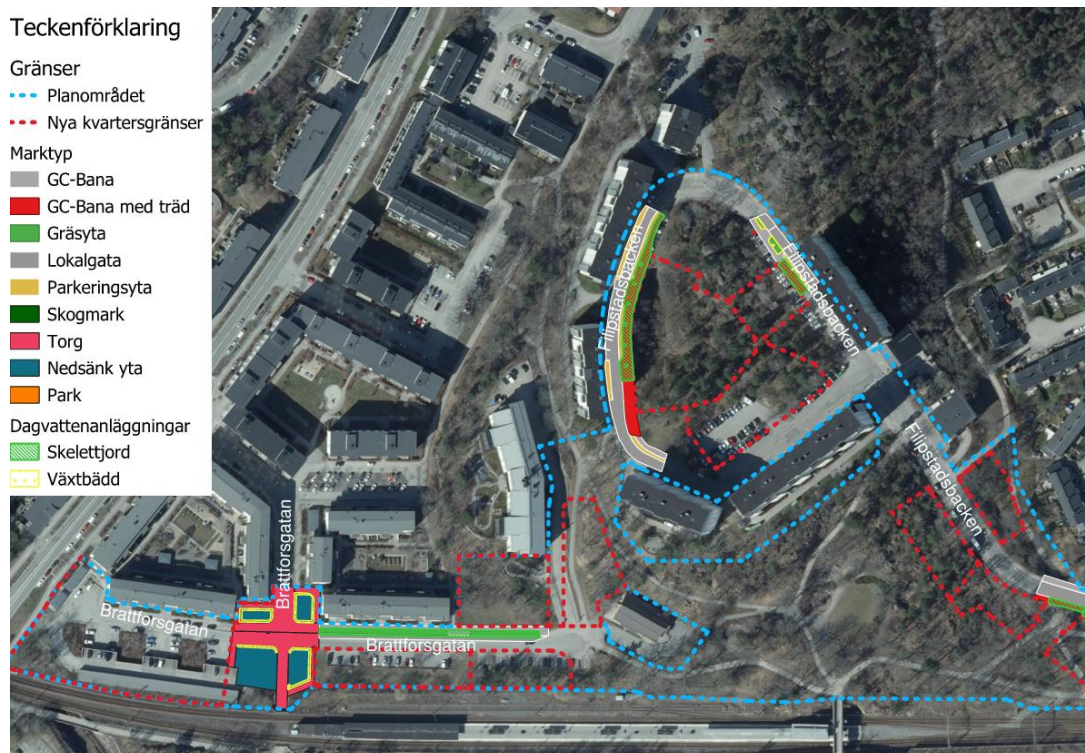 Teckenförklaring
Gränser
Planområdet
Nya kvartersgränser
Marktyp
GC-Bana
GC-Bana med träd
Gräsyta
Lokalgata
Parkeringsyta
Skogmark
Torg
Nedsänk yta
Park
Dagvattenanläggningar
Skelettjord
Växtbädd
Filipstadsbacken
Filipstadsbacken
Filipstadsbacken
Brattforsgatan
Brattforsgatan
Brattforsgatan